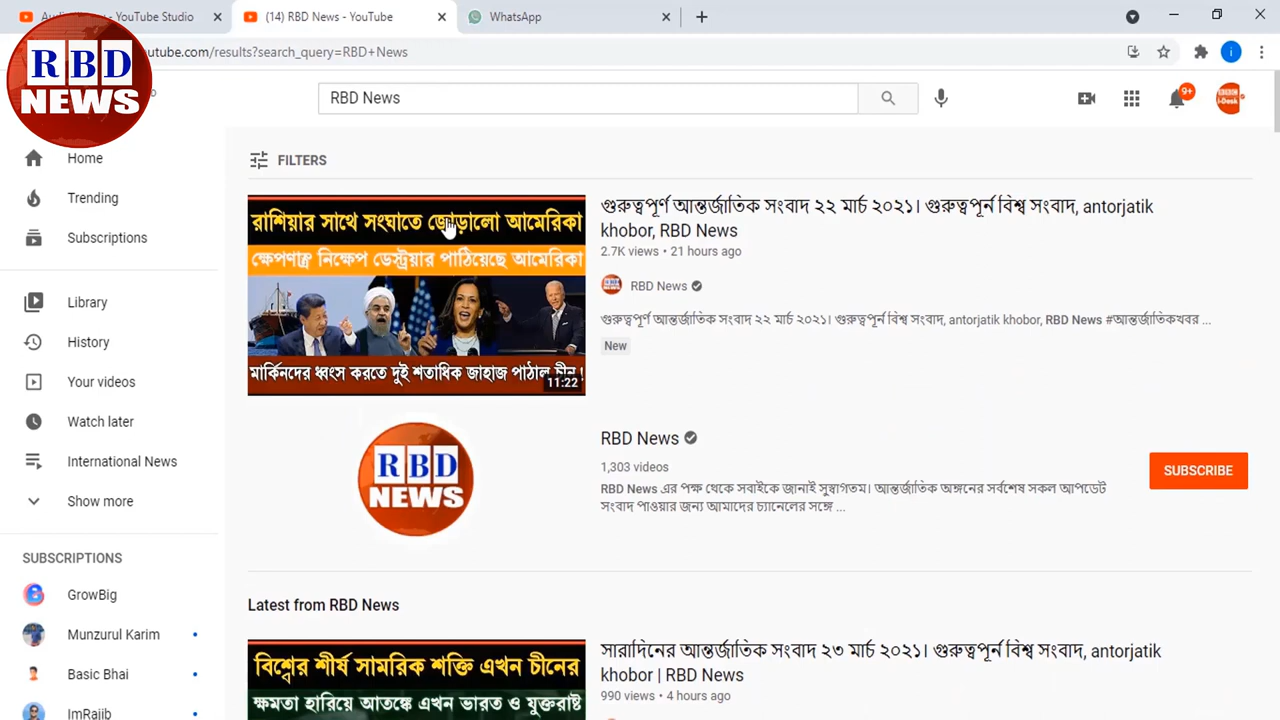 Au - YouTube Studio
(14) RBD News - YouTube
WhatsApp
utube.com/results?search_query=RBD+News
i
RBD
NEWS
RBD News
9+
i-Desk
Home
Trending
Subscriptions
Library
History
Your videos
Watch later
International News
Show more
SUBSCRIPTIONS
GrowBig
Munzurul Karim
Basic Bhai
ImRajib
FILTERS
রাশিয়ার সাথে সংঘাতে জোড়ালো আমেরিকা
ক্ষেপণাস্ত্র নিক্ষেপ ডেস্ট্রয়ার পাঠিয়েছে আমেরিকা
মার্কিনদের ধ্বংস করতে দুই শতাধিক জাহাজ পাঠাল চীন!
11:22
গুরুত্বপূর্ণ আন্তর্জাতিক সংবাদ ২২ মার্চ ২০২১। গুরুত্বপূর্ন বিশ্ব সংবাদ, antorjatik
khobor, RBD News
2.7K views • 21 hours ago
RBD News
গুরুত্বপূর্ণ আন্তর্জাতিক সংবাদ ২২ মার্চ ২০২১। গুরুত্বপূর্ন বিশ্ব সংবাদ, antorjatik khobor, RBD News #আন্তর্জাতিকখবর ...
New
RBD
NEWS
RBD News
1,303 videos
RBD News এর পক্ষ থেকে সবাইকে জানাই সুস্বাগতম। আন্তর্জাতিক অঙ্গনের সর্বশেষ সকল আপডেট
সংবাদ পাওয়ার জন্য আমাদের চ্যানেলের সঙ্গে ...
SUBSCRIBE
Latest from RBD News
বিশ্বের শীর্ষ সামরিক শক্তি এখন চীনের
ক্ষমতা হারিয়ে আতঙ্কে এখন ভারত ও যুক্তরাষ্ট্র
সারাদিনের আন্তর্জাতিক সংবাদ ২৩ মার্চ ২০২১। গুরুত্বপূর্ন বিশ্ব সংবাদ, antorjatik
khobor | RBD News
990 views • 4 hours ago